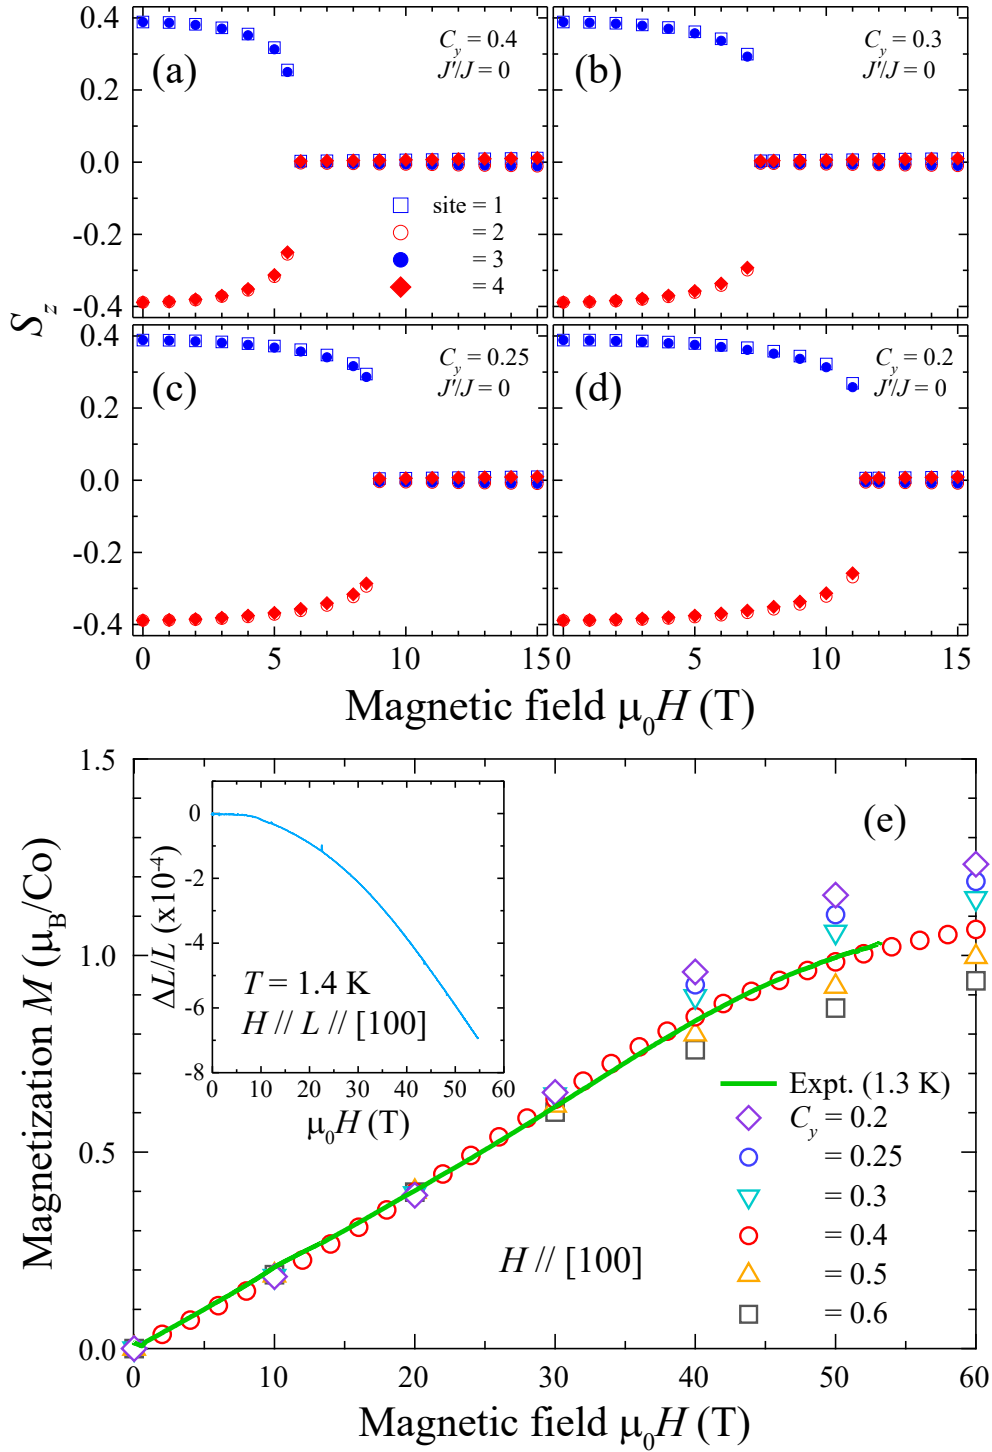 0.4
0.2
0.0
-0.2
-0.4
(a)
C_y = 0.4
J'/J = 0
site = 1
= 2
= 3
= 4
(b)
C_y = 0.3
J'/J = 0
S_z
0.4
0.2
0.0
-0.2
-0.4
(c)
C_y = 0.25
J'/J = 0
(d)
C_y = 0.2
J'/J = 0
0 5 10 15
0 5 10 15
Magnetic field μ₀H (T)
1.5
1.0
0.5
0.0
Magnetization M (μ_B/Co)
(e)
0
-2
-4
-6
-8
ΔL/L (x10⁻⁴)
T = 1.4 K
H // L // [100]
0 10 20 30 40 50 60
μ₀H (T)
Expt. (1.3 K)
C_y = 0.2
= 0.25
= 0.3
= 0.4
= 0.5
= 0.6
H // [100]
0 10 20 30 40 50 60
Magnetic field μ₀H (T)